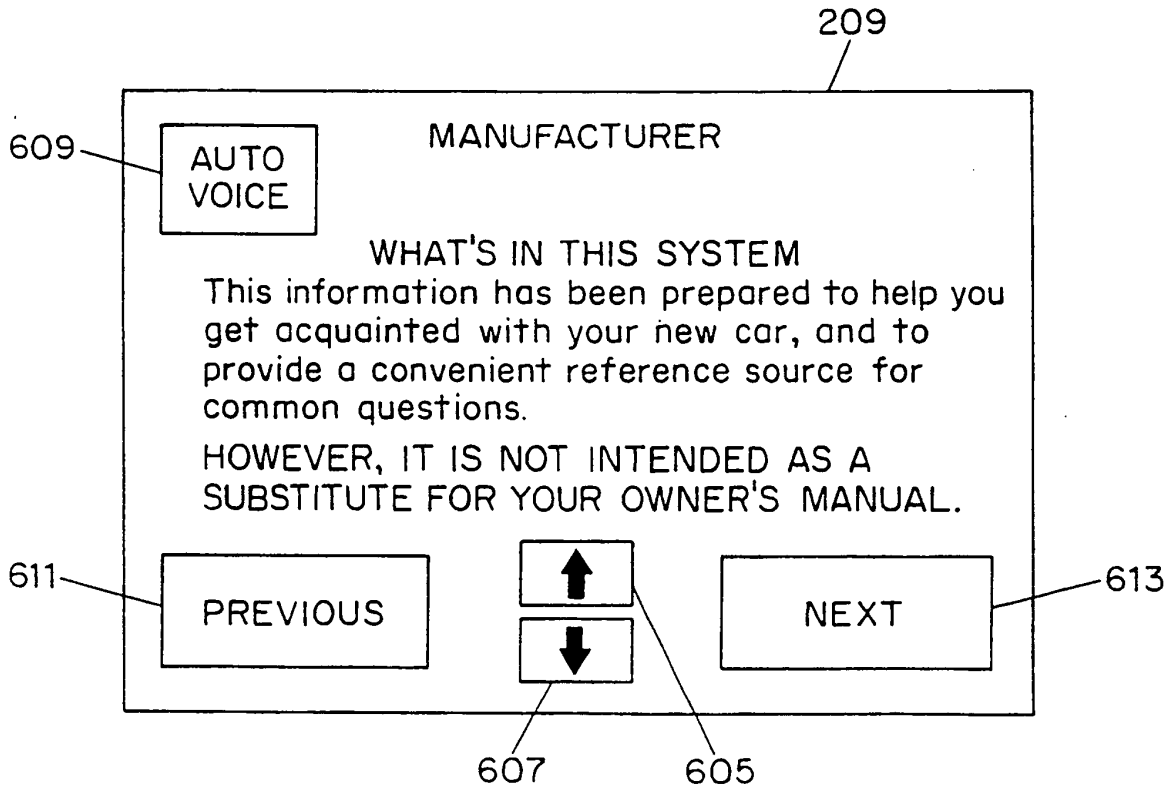 209
609
AUTO
VOICE
MANUFACTURER
WHAT'S IN THIS SYSTEM
This information has been prepared to help you
get acquainted with your new car, and to
provide a convenient reference source for
common questions.
HOWEVER, IT IS NOT INTENDED AS A
SUBSTITUTE FOR YOUR OWNER'S MANUAL.
611
PREVIOUS
NEXT
613
607
605